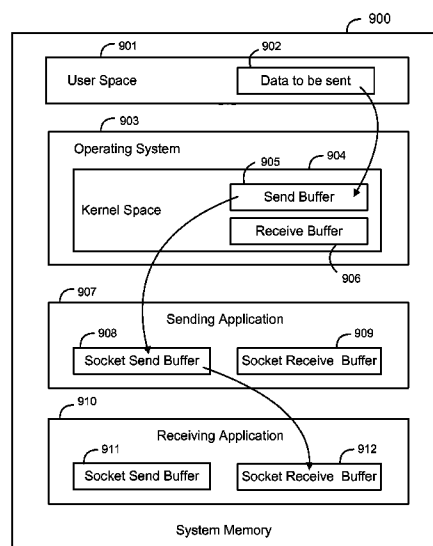 900
901
902
User Space
Data to be sent
903
Operating System
904
905
Send Buffer
Kernel Space
Receive Buffer
906
907
Sending Application
908
909
Socket Send Buffer
Socket Receive Buffer
910
Receiving Application
911
912
Socket Send Buffer
Socket Receive Buffer
System Memory